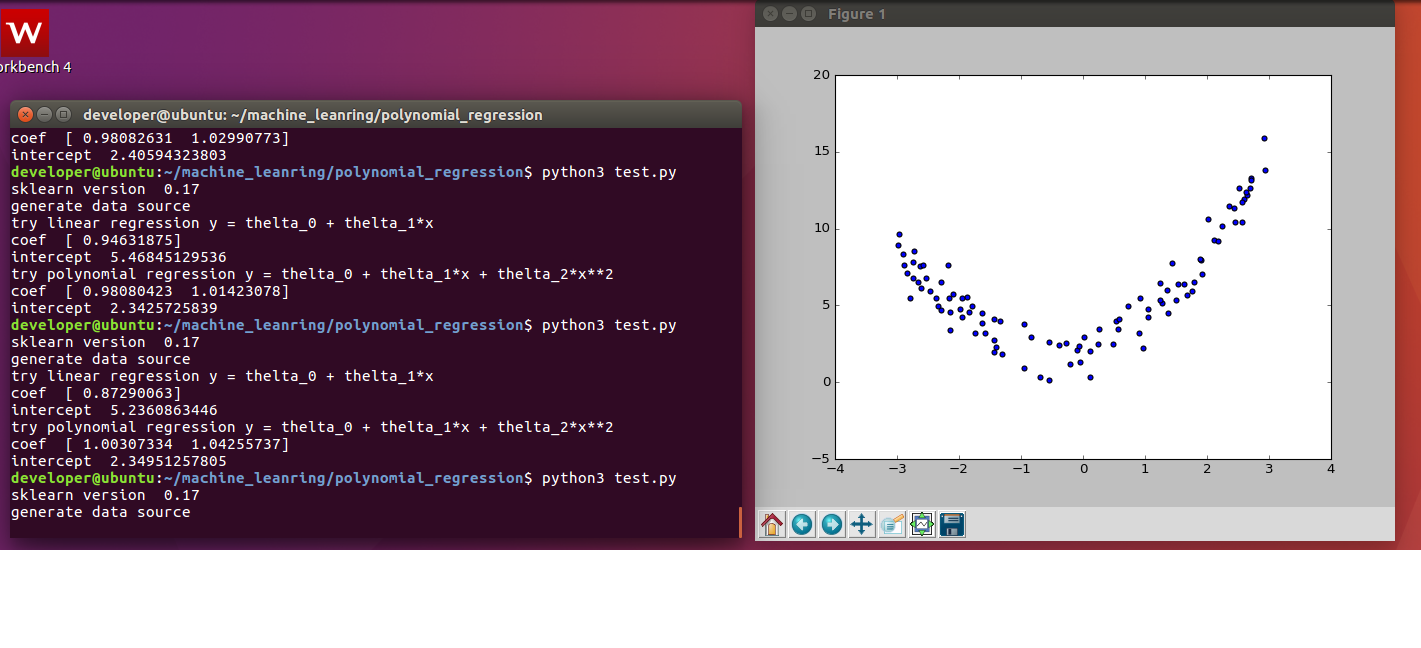 W
orkbench 4
developer@ubuntu: ~/machine_leanring/polynomial_regression
coef  [ 0.98082631  1.02990773]
intercept  2.40594323803
developer@ubuntu:~/machine_leanring/polynomial_regression$ python3 test.py
sklearn version  0.17
generate data source
try linear regression y = thelta_0 + thelta_1*x
coef  [ 0.94631875]
intercept  5.46845129536
try polynomial regression y = thelta_0 + thelta_1*x + thelta_2*x**2
coef  [ 0.98080423  1.01423078]
intercept  2.3425725839
developer@ubuntu:~/machine_leanring/polynomial_regression$ python3 test.py
sklearn version  0.17
generate data source
try linear regression y = thelta_0 + thelta_1*x
coef  [ 0.87290063]
intercept  5.2360863446
try polynomial regression y = thelta_0 + thelta_1*x + thelta_2*x**2
coef  [ 1.00307334  1.04255737]
intercept  2.34951257805
developer@ubuntu:~/machine_leanring/polynomial_regression$ python3 test.py
sklearn version  0.17
generate data source
Figure 1
20
15
10
5
0
−5
−4 −3 −2 −1 0 1 2 3 4